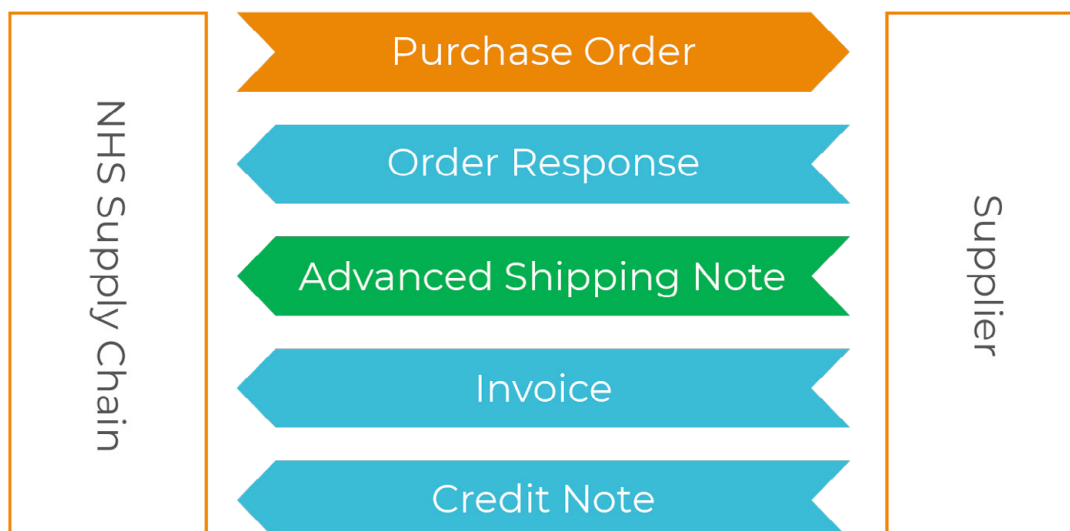 NHS Supply Chain
Purchase Order
Order Response
Advanced Shipping Note
Invoice
Credit Note
Supplier